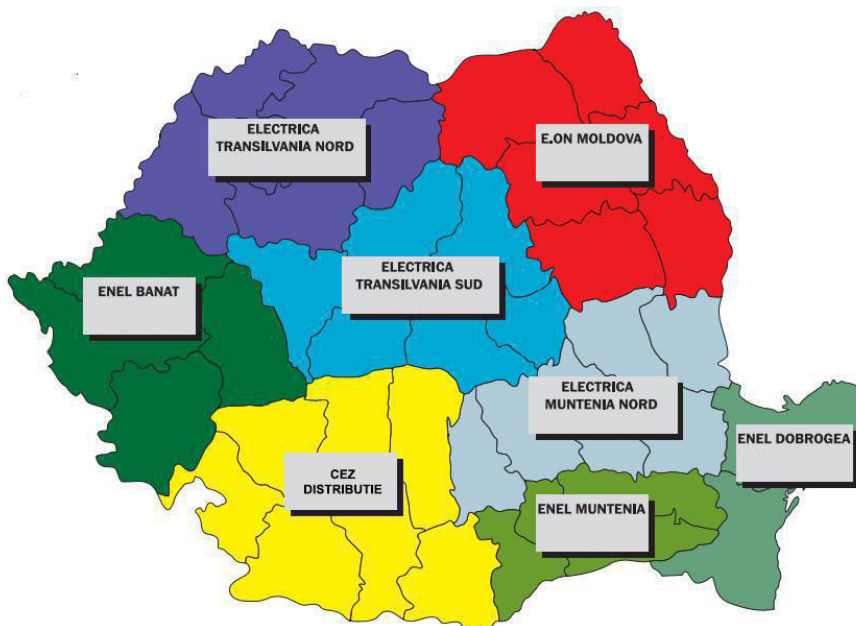 ELECTRICA
TRANSILVANIA NORD
E.ON MOLDOVA
ELECTRICA
TRANSILVANIA SUD
ENEL BANAT
ELECTRICA
MUNTENIA NORD
ENEL DOBROGEA
CEZ
DISTRIBUTIE
ENEL MUNTENIA